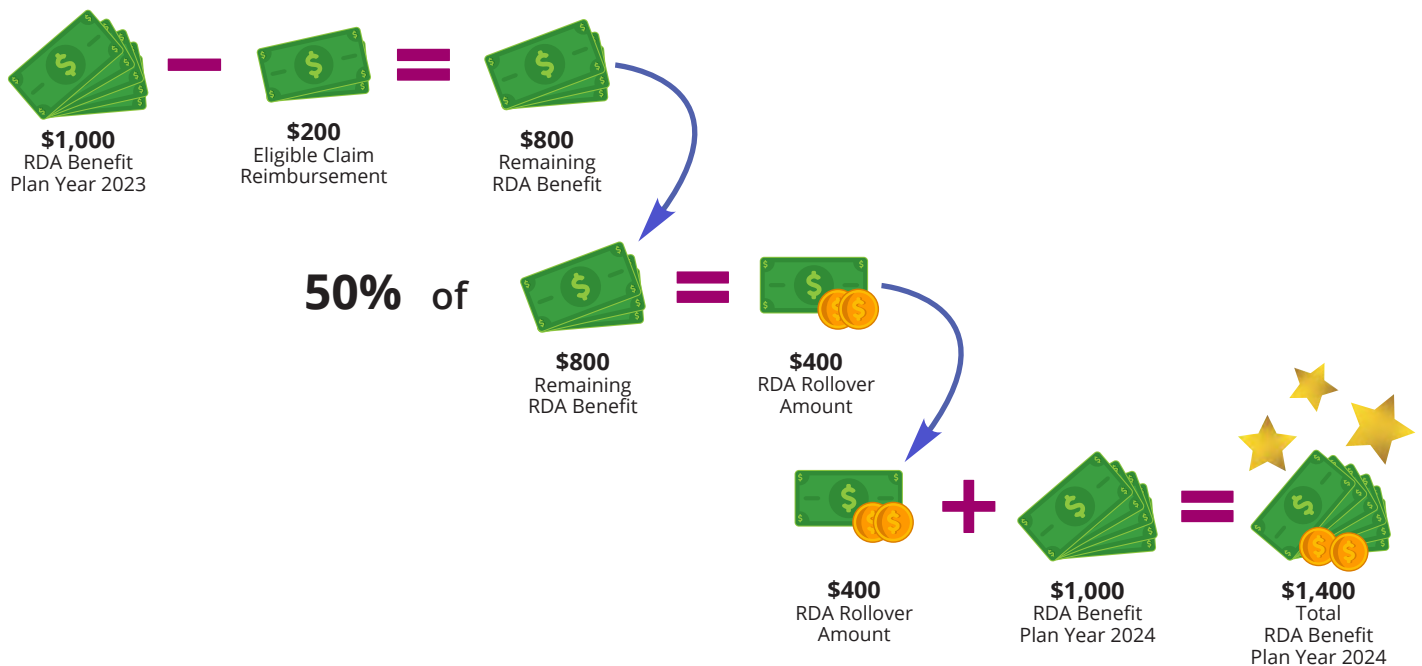 $1,000
RDA Benefit
Plan Year 2023
$200
Eligible Claim
Reimbursement
$800
Remaining
RDA Benefit
50% of
$800
Remaining
RDA Benefit
$400
RDA Rollover
Amount
$400
RDA Rollover
Amount
$1,000
RDA Benefit
Plan Year 2024
$1,400
Total
RDA Benefit
Plan Year 2024